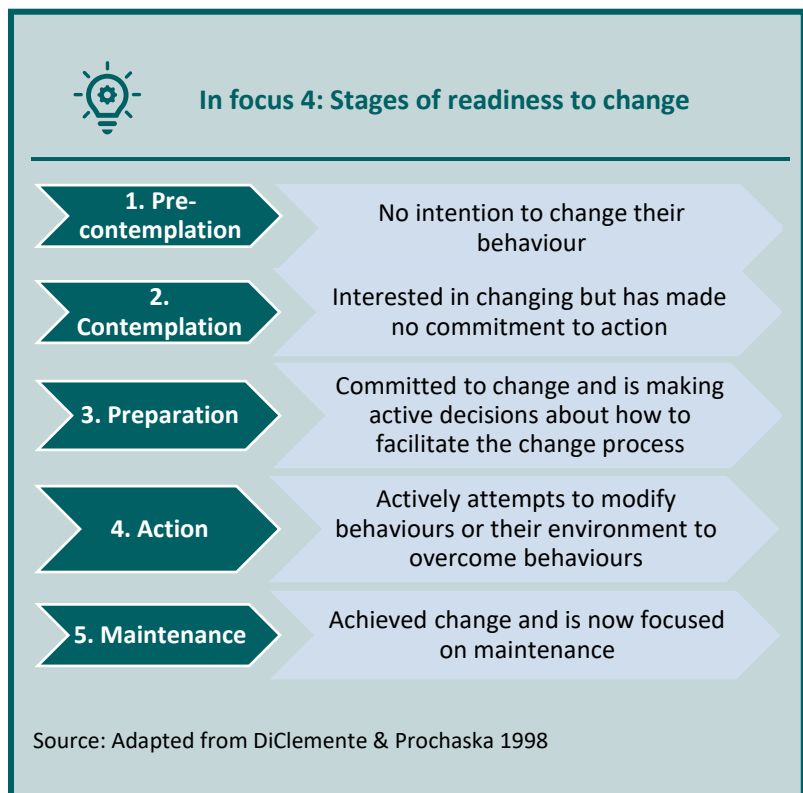 In focus 4: Stages of readiness to change
1. Pre-
contemplation
No intention to change their
behaviour
2.
Contemplation
Interested in changing but has made
no commitment to action
3. Preparation
Committed to change and is making
active decisions about how to
facilitate the change process
4. Action
Actively attempts to modify
behaviours or their environment to
overcome behaviours
5. Maintenance
Achieved change and is now focused
on maintenance
Source: Adapted from DiClemente & Prochaska 1998